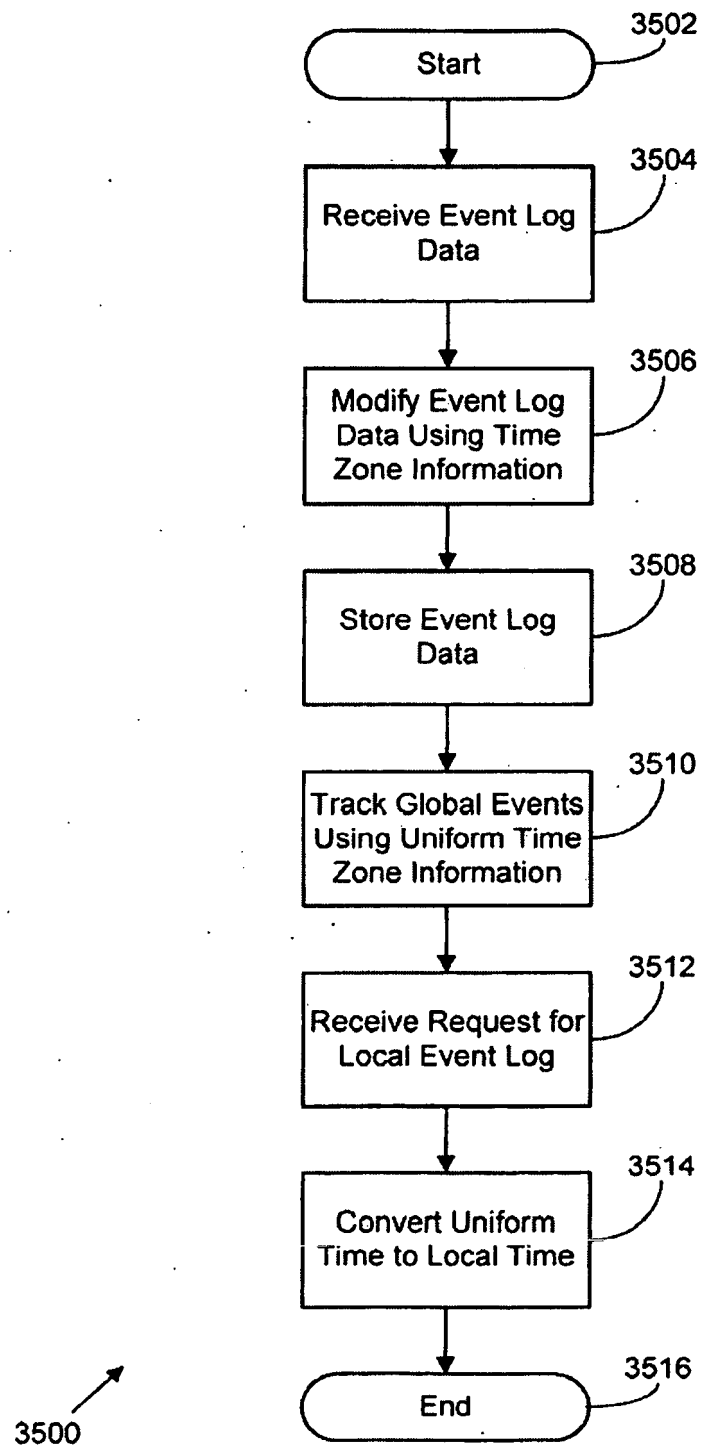 3502
Start
3504
Receive Event Log
Data
3506
Modify Event Log
Data Using Time
Zone Information
3508
Store Event Log
Data
3510
Track Global Events
Using Uniform Time
Zone Information
3512
Receive Request for
Local Event Log
3514
Convert Uniform
Time to Local Time
3516
End
3500